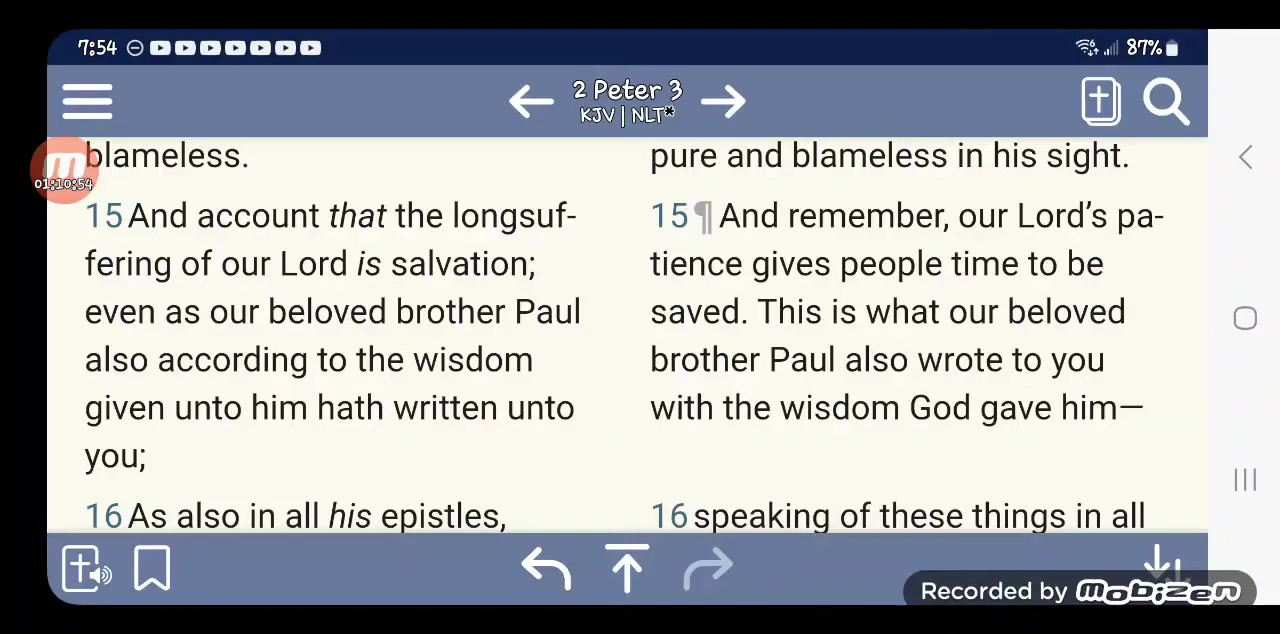 7:54 87%
2 Peter 3
KJV | NLT*
01:10:54
blameless.
15 And account that the longsuf-
fering of our Lord is salvation;
even as our beloved brother Paul
also according to the wisdom
given unto him hath written unto
you;
16 As also in all his epistles,
pure and blameless in his sight.
15 ¶ And remember, our Lord’s pa-
tience gives people time to be
saved. This is what our beloved
brother Paul also wrote to you
with the wisdom God gave him—
16 speaking of these things in all
Recorded by mobizen